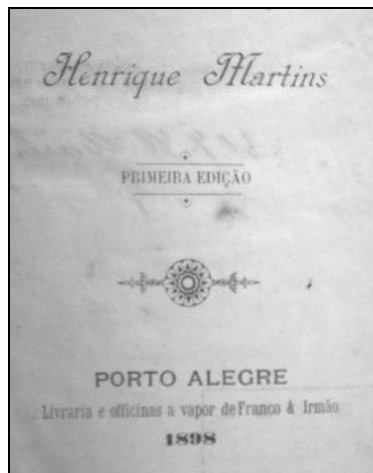 Henrique Martins
PRIMEIRA EDIÇÃO
PORTO ALEGRE
Livraria e officinas a vapor de Franco & Irmão
1898